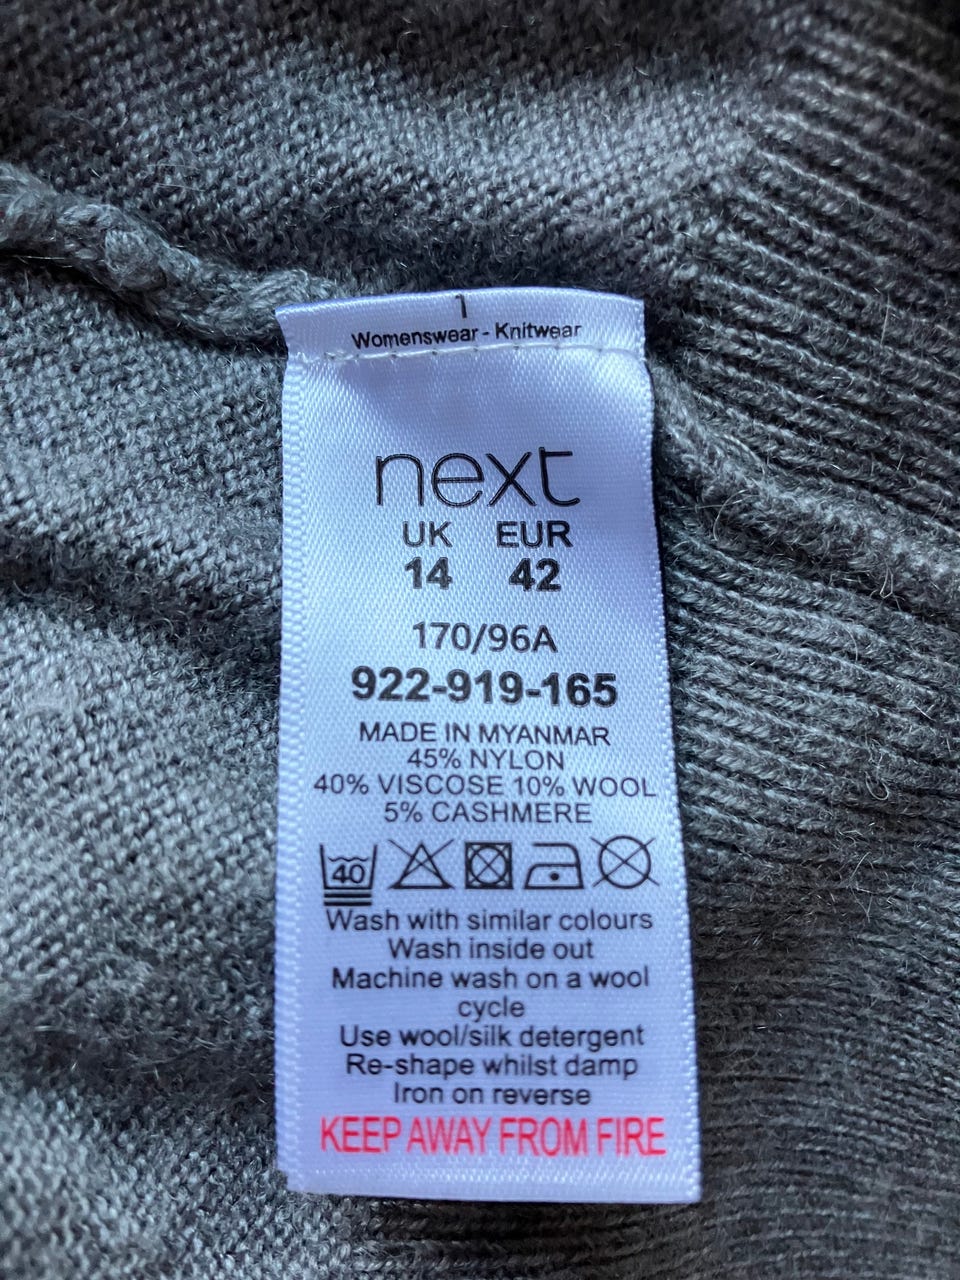 1
Womenswear - Knitwear
next
UK EUR
14 42
170/96A
922-919-165
MADE IN MYANMAR
45% NYLON
40% VISCOSE 10% WOOL
5% CASHMERE
40
Wash with similar colours
Wash inside out
Machine wash on a wool
cycle
Use wool/silk detergent
Re-shape whilst damp
Iron on reverse
KEEP AWAY FROM FIRE